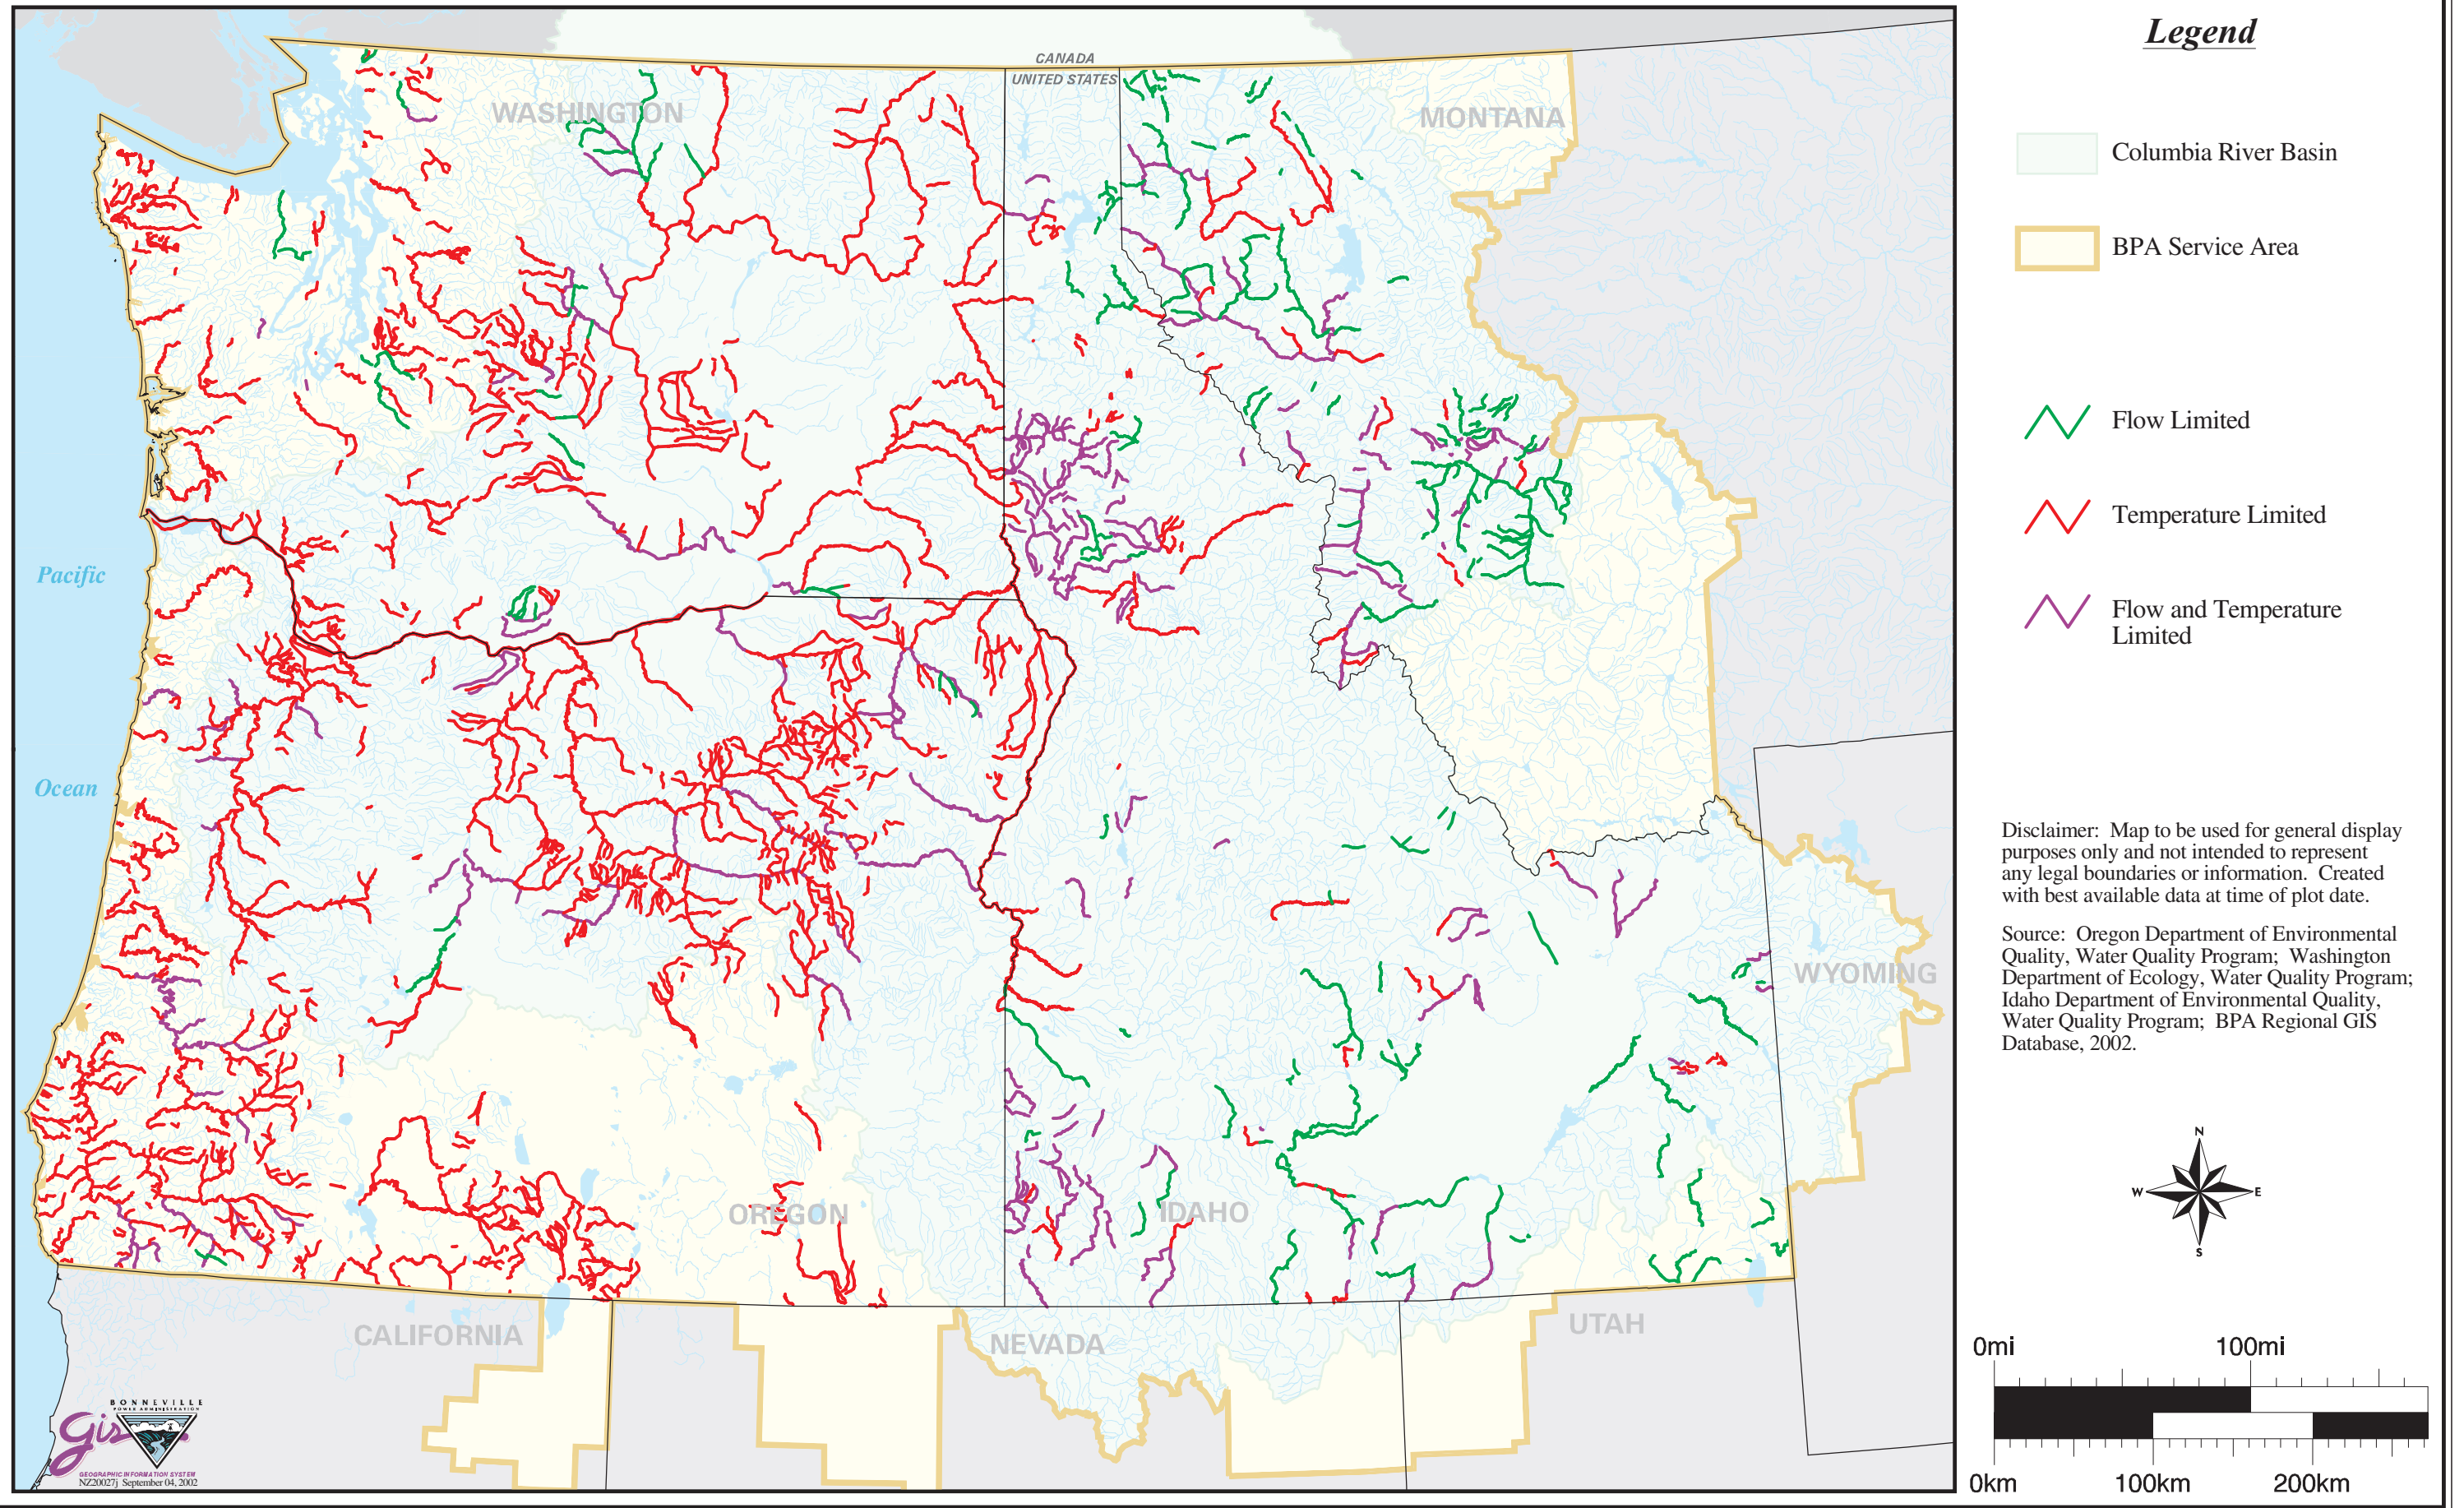 CANADA
UNITED STATES
WASHINGTON
MONTANA
Pacific
Ocean
WYOMING
OREGON
IDAHO
CALIFORNIA
NEVADA
UTAH
BONNEVILLE
POWER ADMINISTRATION
Gis
GEOGRAPHIC INFORMATION SYSTEM
NZ20027j September 04, 2002
Legend
Columbia River Basin
BPA Service Area
Flow Limited
Temperature Limited
Flow and Temperature
Limited
Disclaimer: Map to be used for general display
purposes only and not intended to represent
any legal boundaries or information. Created
with best available data at time of plot date.
Source: Oregon Department of Environmental
Quality, Water Quality Program; Washington
Department of Ecology, Water Quality Program;
Idaho Department of Environmental Quality,
Water Quality Program; BPA Regional GIS
Database, 2002.
N
W E
S
0mi 100mi
0km 100km 200km